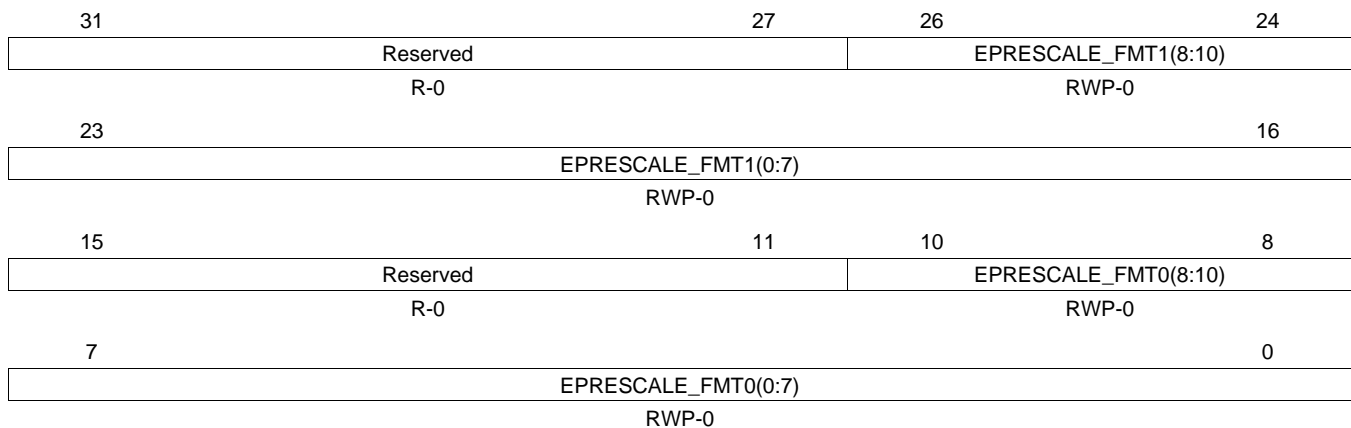 31 27 26 24
Reserved EPRESCALE_FMT1(8:10)
R-0 RWP-0
23 16
EPRESCALE_FMT1(0:7)
RWP-0
15 11 10 8
Reserved EPRESCALE_FMT0(8:10)
R-0 RWP-0
7 0
EPRESCALE_FMT0(0:7)
RWP-0